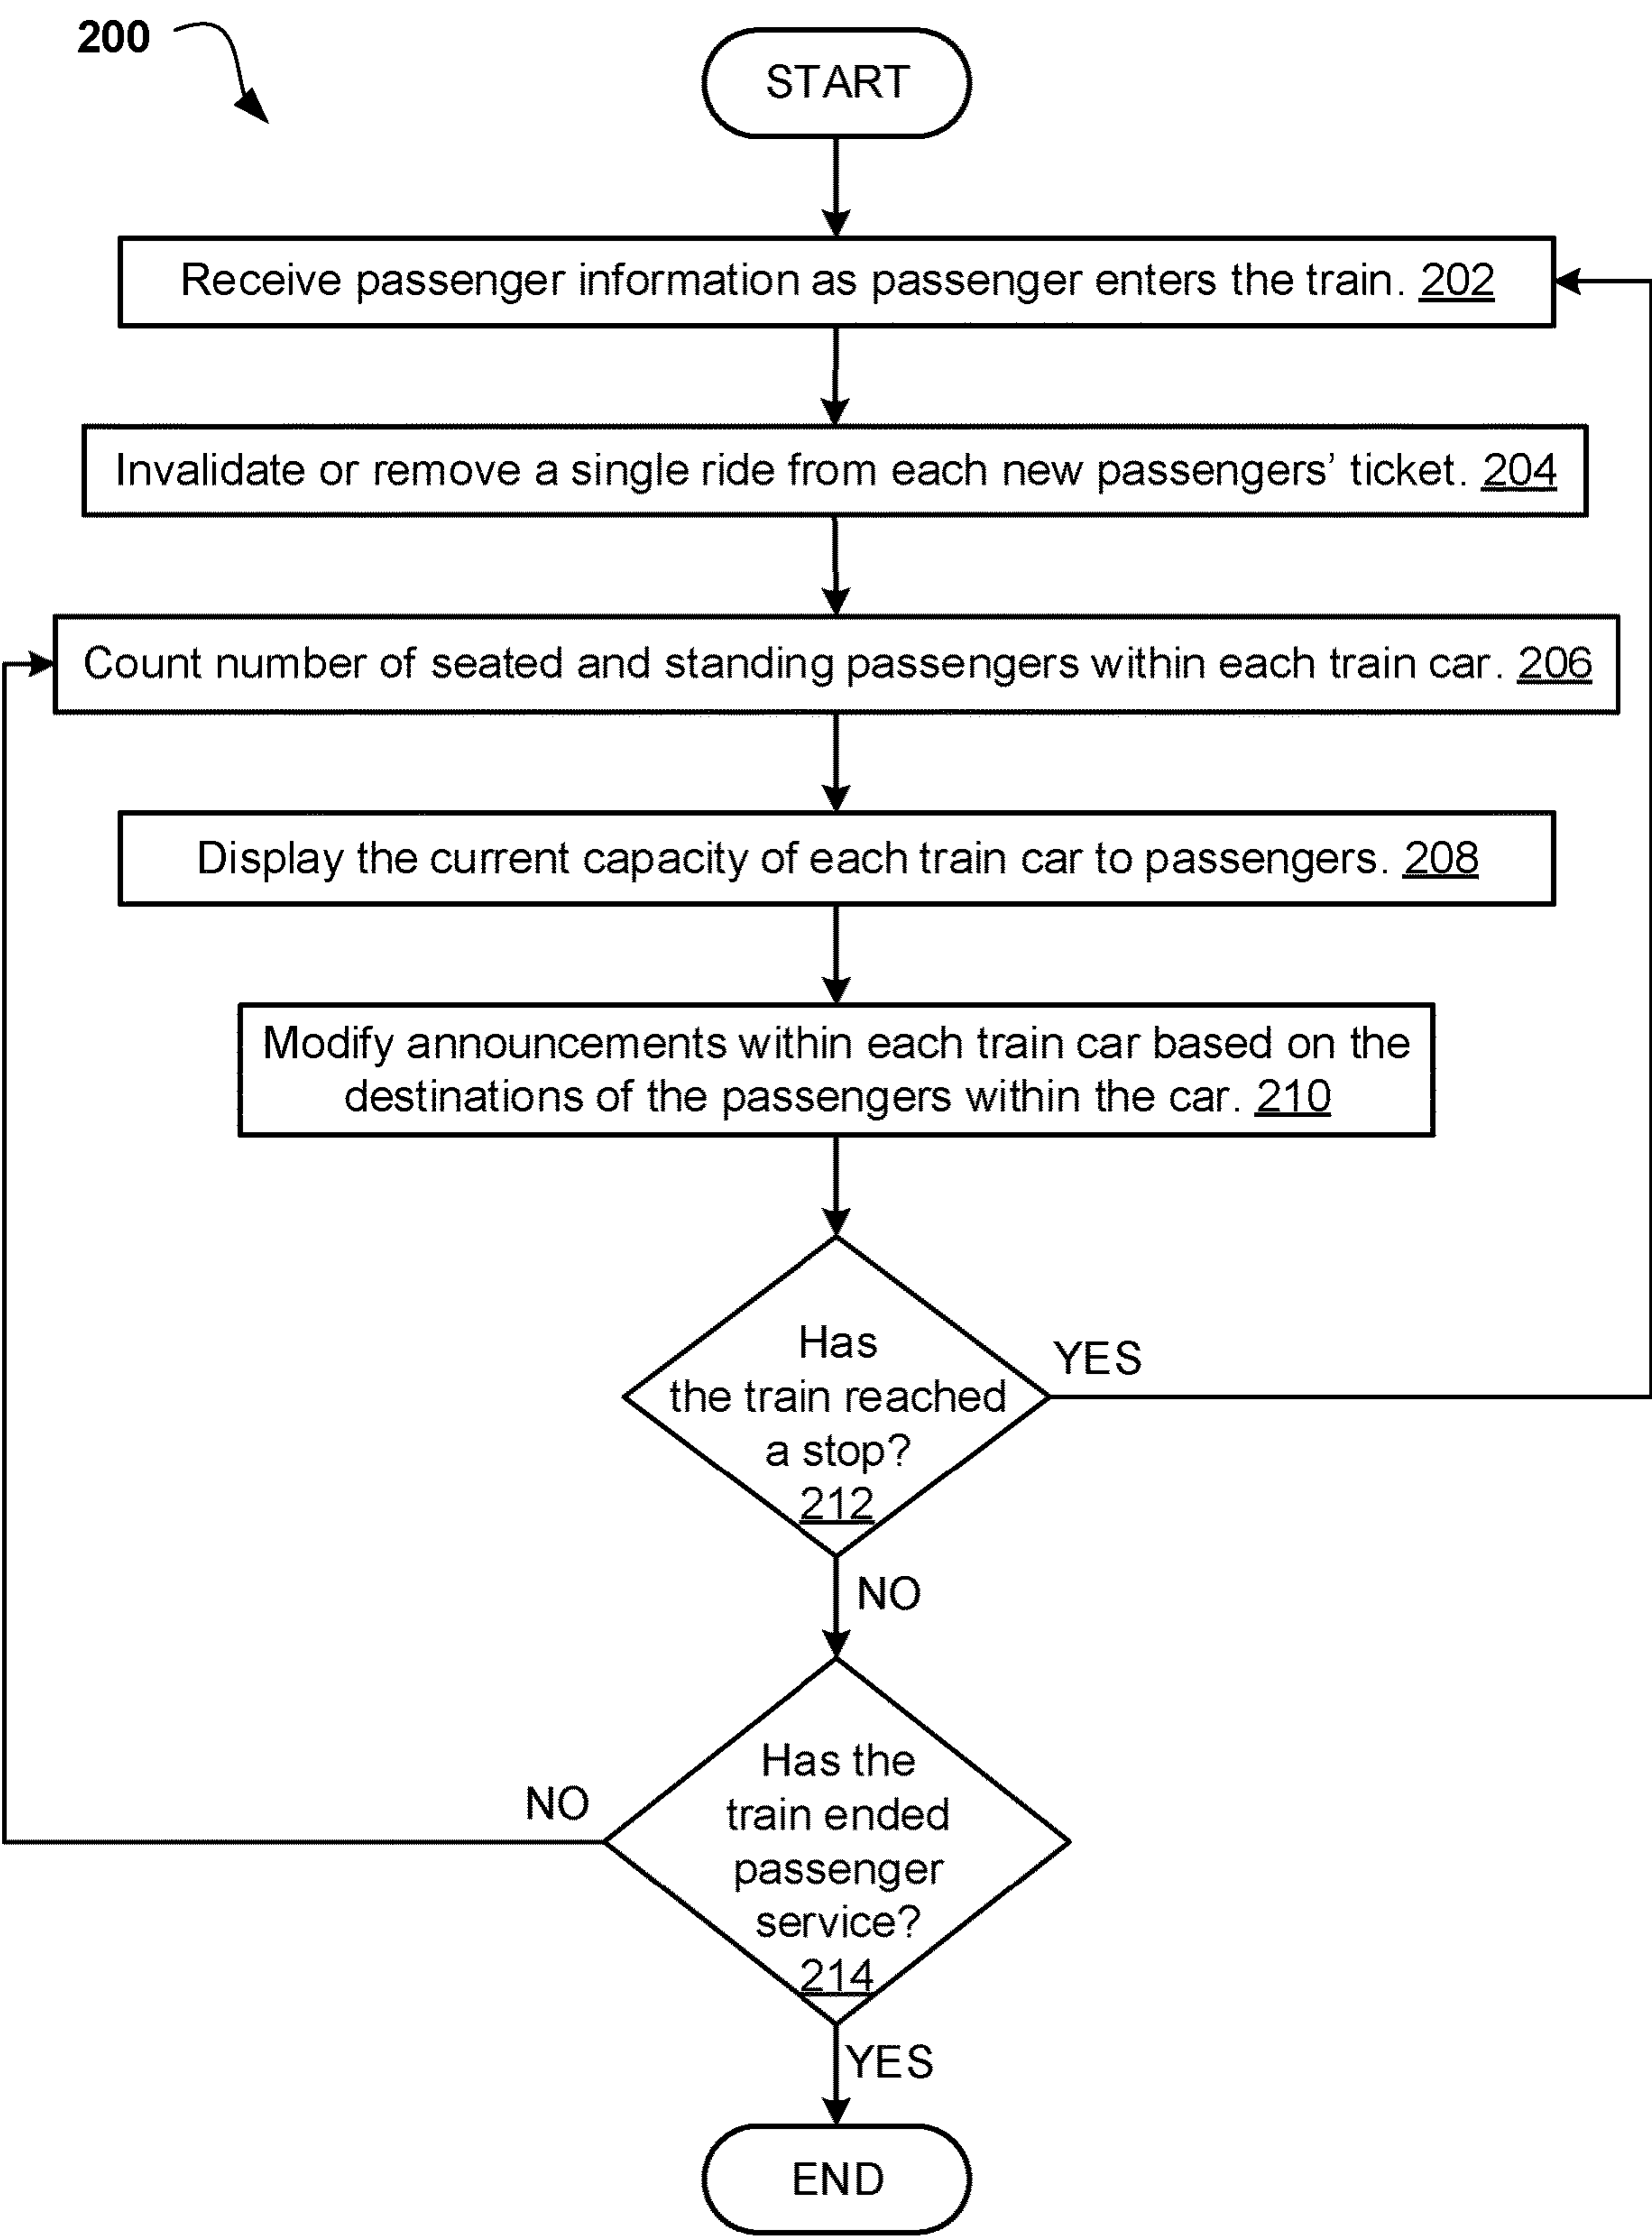 200
START
Receive passenger information as passenger enters the train. 202
Invalidate or remove a single ride from each new passengers’ ticket. 204
Count number of seated and standing passengers within each train car. 206
Display the current capacity of each train car to passengers. 208
Modify announcements within each train car based on the
destinations of the passengers within the car. 210
Has
the train reached
a stop?
212
YES
NO
Has the
train ended
passenger
service?
214
NO
YES
END